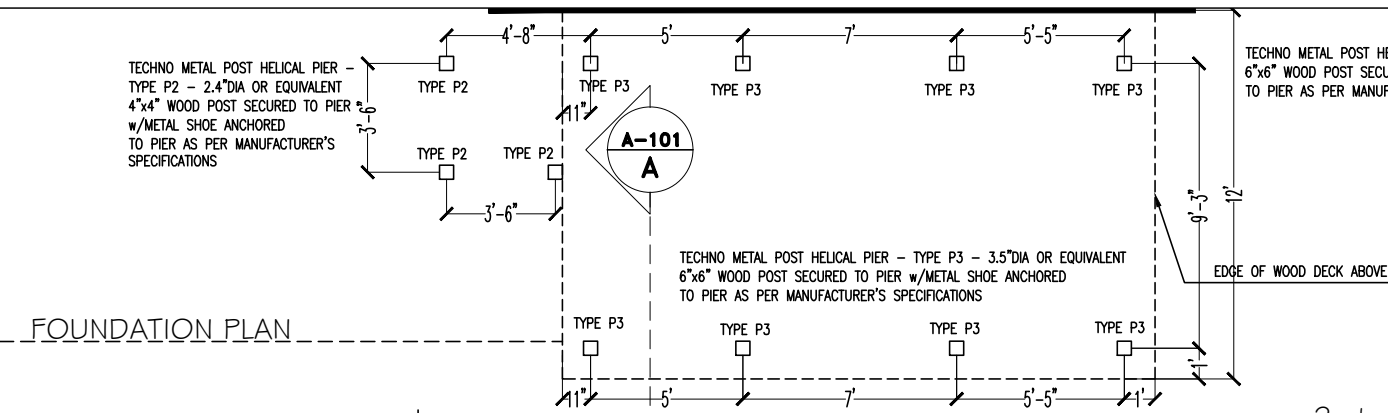 4'-8"
5'
7'
5'-5"
TECHNO METAL POST HELICAL PIER -
TYPE P2 - 2.4"DIA OR EQUIVALENT
4"x4" WOOD POST SECURED TO PIER
w/METAL SHOE ANCHORED
TO PIER AS PER MANUFACTURER'S
SPECIFICATIONS
3'-6"
TYPE P2
TYPE P3
TYPE P3
TYPE P3
TYPE P3
TECHNO METAL POST HE
6"x6" WOOD POST SECU
TO PIER AS PER MANUF
11"
A-101
A
TYPE P2
TYPE P2
3'-6"
9'-3"
12'
TECHNO METAL POST HELICAL PIER - TYPE P3 - 3.5"DIA OR EQUIVALENT
6"x6" WOOD POST SECURED TO PIER w/METAL SHOE ANCHORED
TO PIER AS PER MANUFACTURER'S SPECIFICATIONS
EDGE OF WOOD DECK ABOVE
FOUNDATION PLAN
TYPE P3
TYPE P3
TYPE P3
TYPE P3
1'
11"
5'
7'
5'-5"
1'